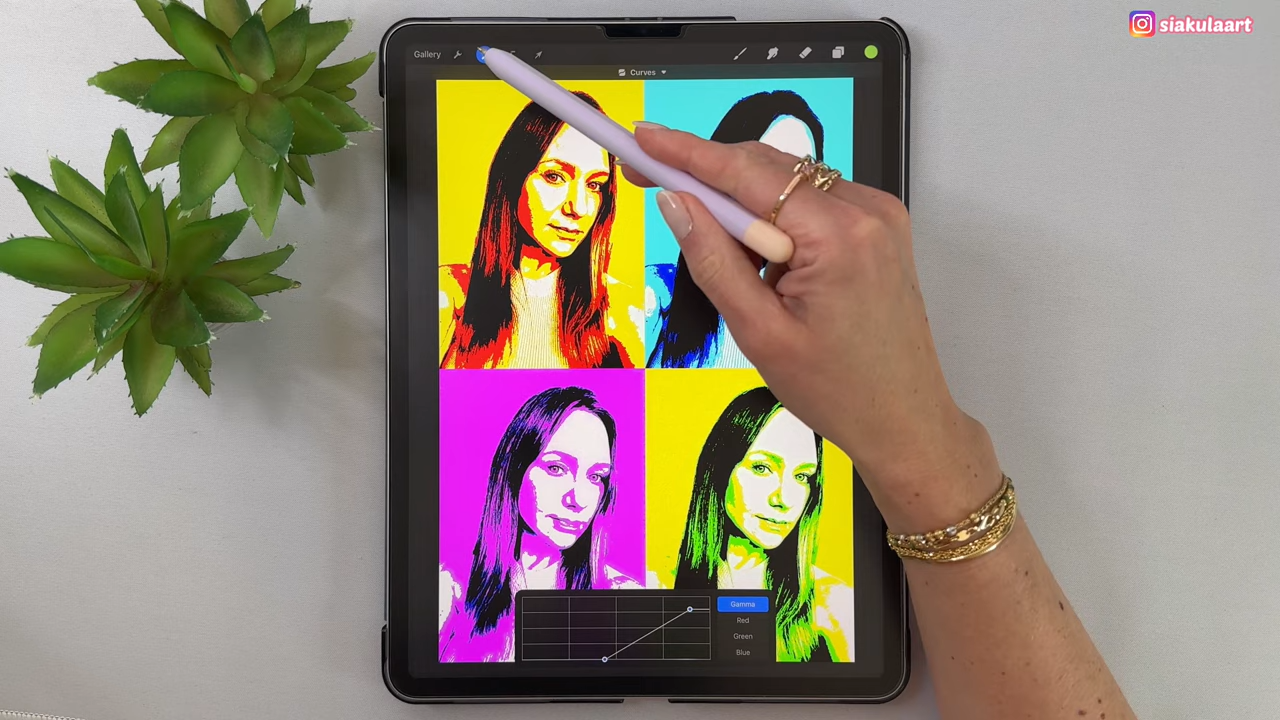 siakulaart
Gallery
Curves
Gamma
Red
Green
Blue